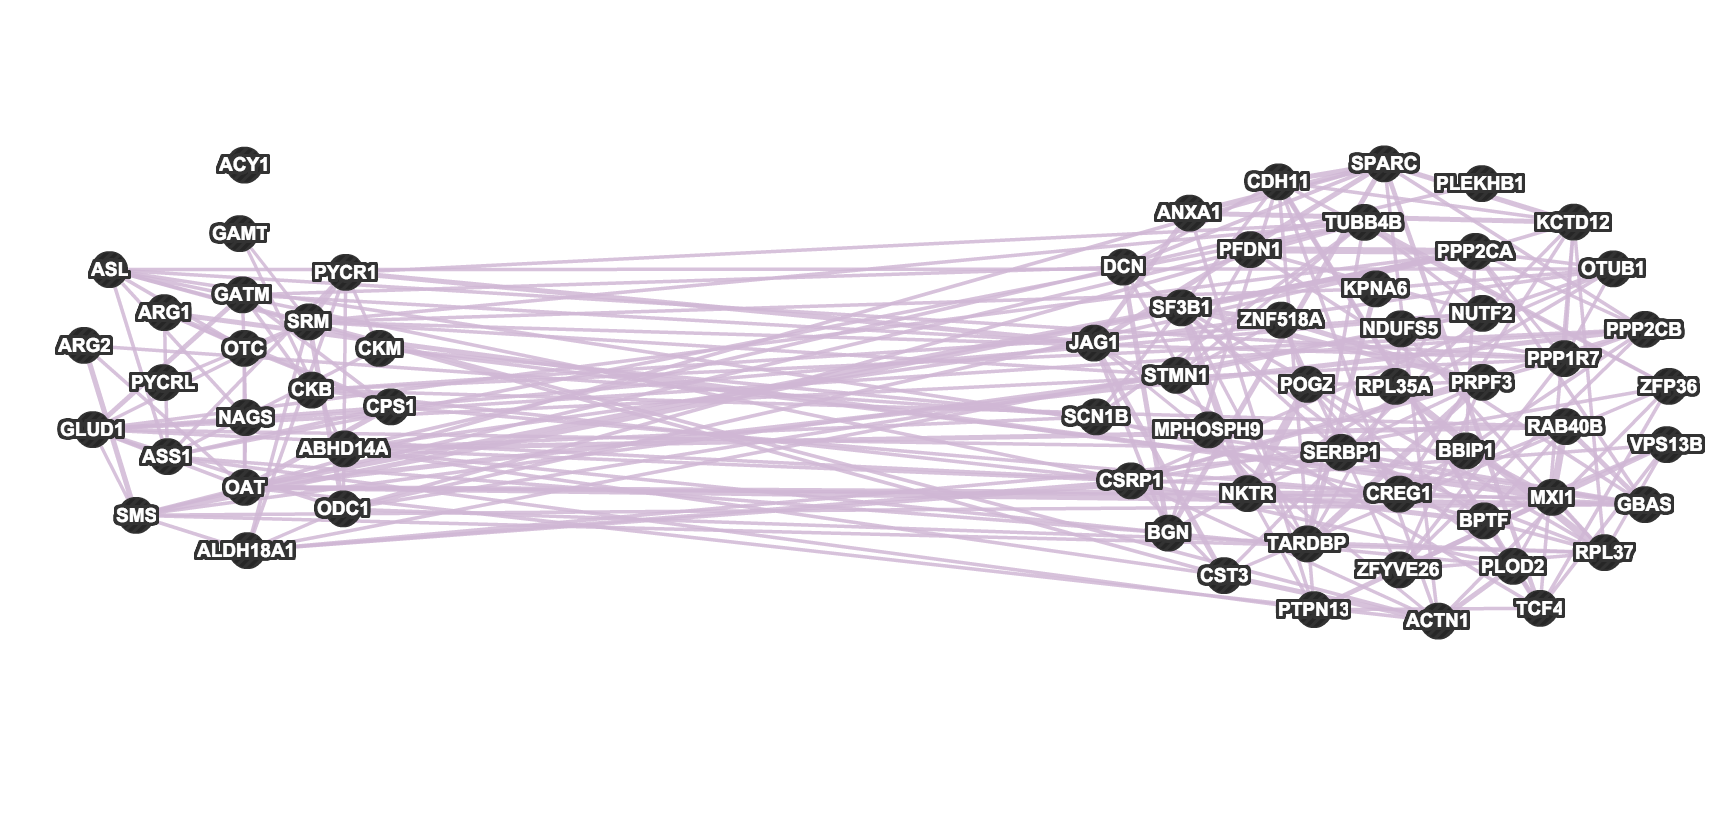 ACY1
GAMT
ASL
PYCR1
GATM
ARG1
SRM
ARG2
OTC
CKM
PYCRL
CKB
CPS1
NAGS
GLUD1
ABHD14A
ASS1
OAT
ODC1
SMS
ALDH18A1
SPARC
CDH11
PLEKHB1
ANXA1
TUBB4B
KCTD12
PFDN1
PPP2CA
DCN
OTUB1
KPNA6
SF3B1
ZNF518A
NUTF2
NDUFS5
PPP2CB
JAG1
PPP1R7
STMN1
POGZ
RPL35A
PRPF3
ZFP36
SCN1B
MPHOSPH9
RAB40B
SERBP1
BBIP1
VPS13B
CSRP1
NKTR
CREG1
MXI1
GBAS
BGN
BPTF
TARDBP
RPL37
CST3
ZFYVE26
PLOD2
PTPN13
ACTN1
TCF4